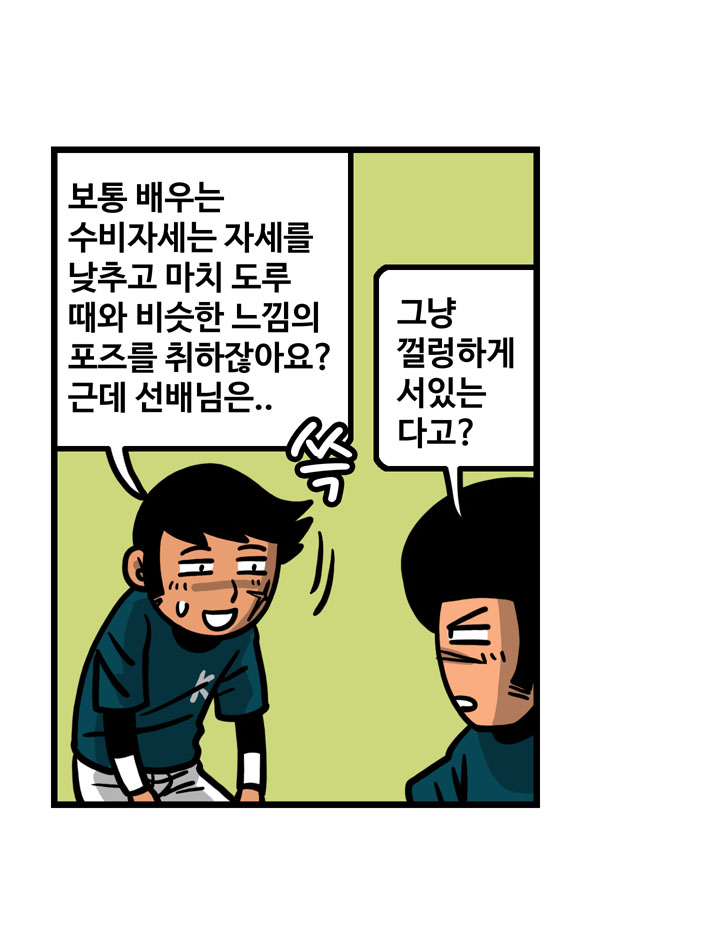 보통 배우는
수비자세는 자세를
낮추고 마치 도루
때와 비슷한 느낌의
포즈를 취하잖아요?
근데 선배님은..
그냥
껄렁하게
서있는
다고?
쓱
K